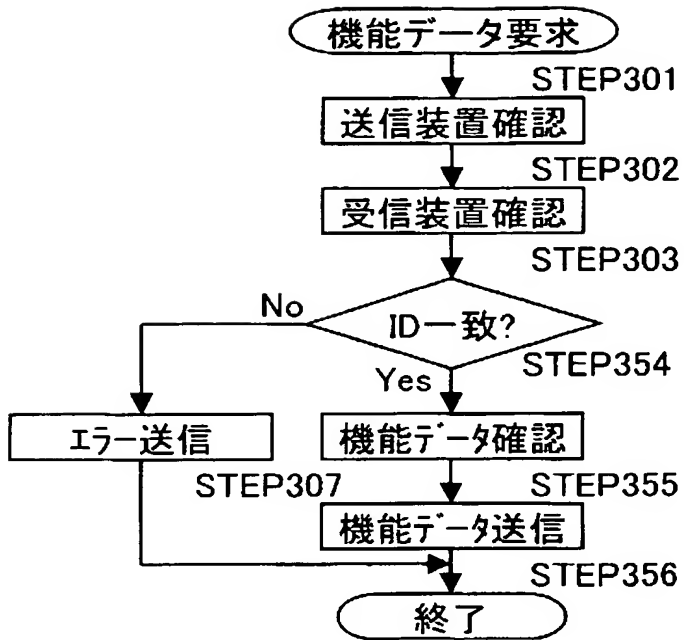 機能データ要求
STEP301
送信装置確認
STEP302
受信装置確認
STEP303
No
ID一致?
STEP354
Yes
エラー送信
機能データ確認
STEP307
STEP355
機能データ送信
STEP356
終了